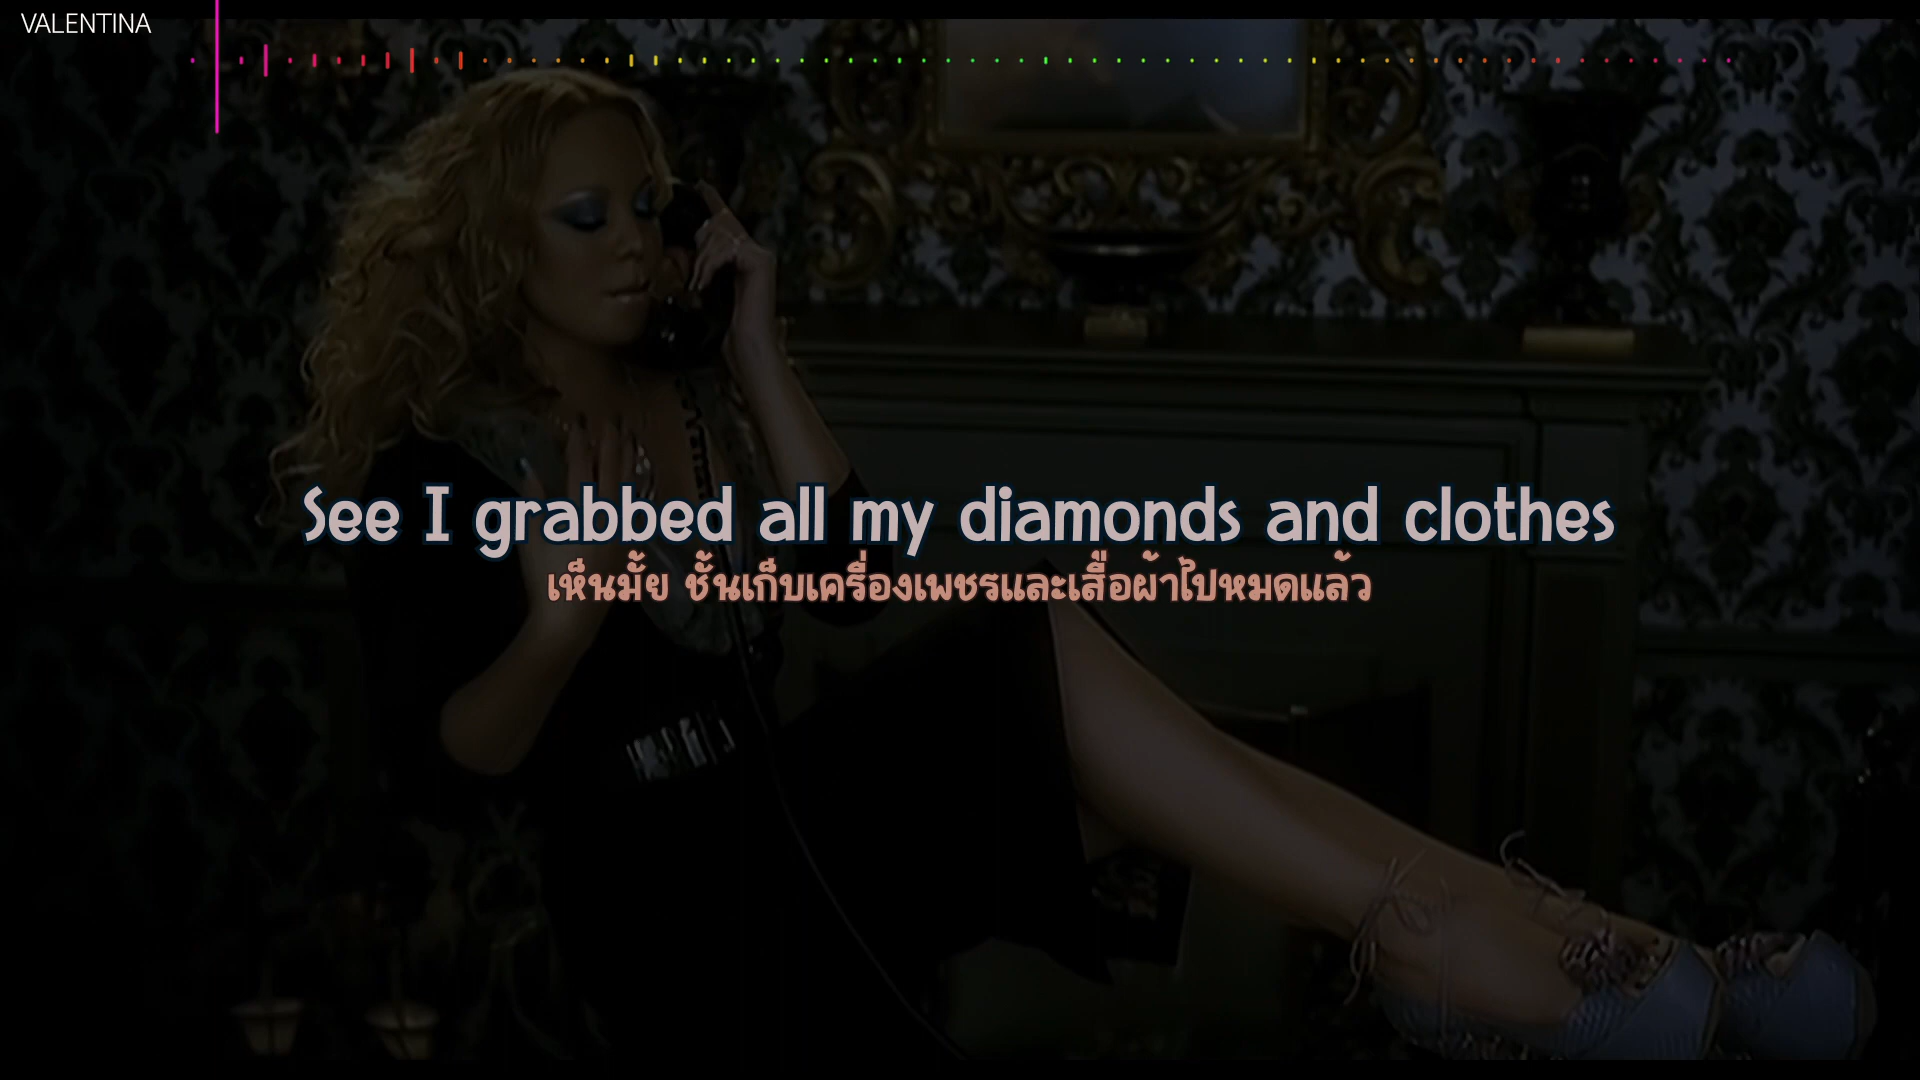 VALENTINA
See I grabbed all my diamonds and clothes
เห็นมั้ย ชั้นเก็บเครื่องเพชรและเสื้อผ้าไปหมดแล้ว